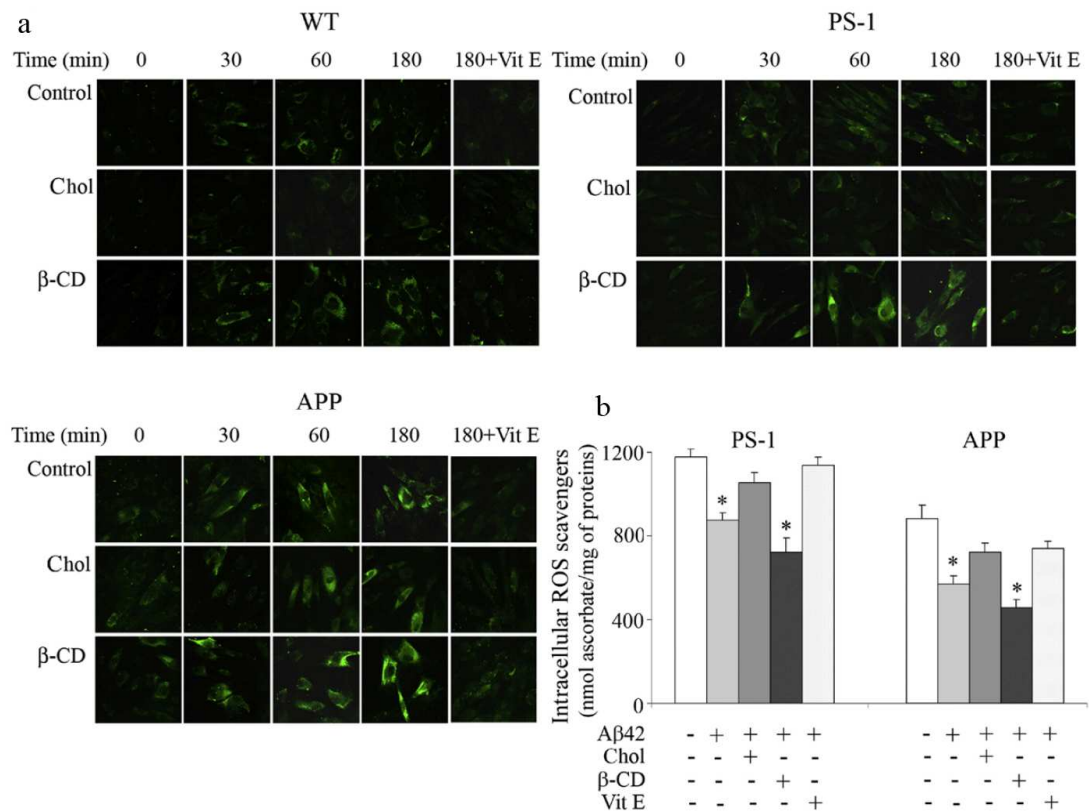 a
WT
Time (min) 0 30 60 180 180+Vit E
Control
Chol
β-CD
PS-1
Time (min) 0 30 60 180 180+Vit E
Control
Chol
β-CD
APP
Time (min) 0 30 60 180 180+Vit E
Control
Chol
β-CD
b
PS-1 APP
Intracellular ROS scavengers
(nmol ascorbate/mg of proteins)
1200
800
400
0
* * * *
Aβ42 - + + + + - + + + +
Chol - - + - - - - + - -
β-CD - - - + - - - - + -
Vit E - - - - + - - - - +